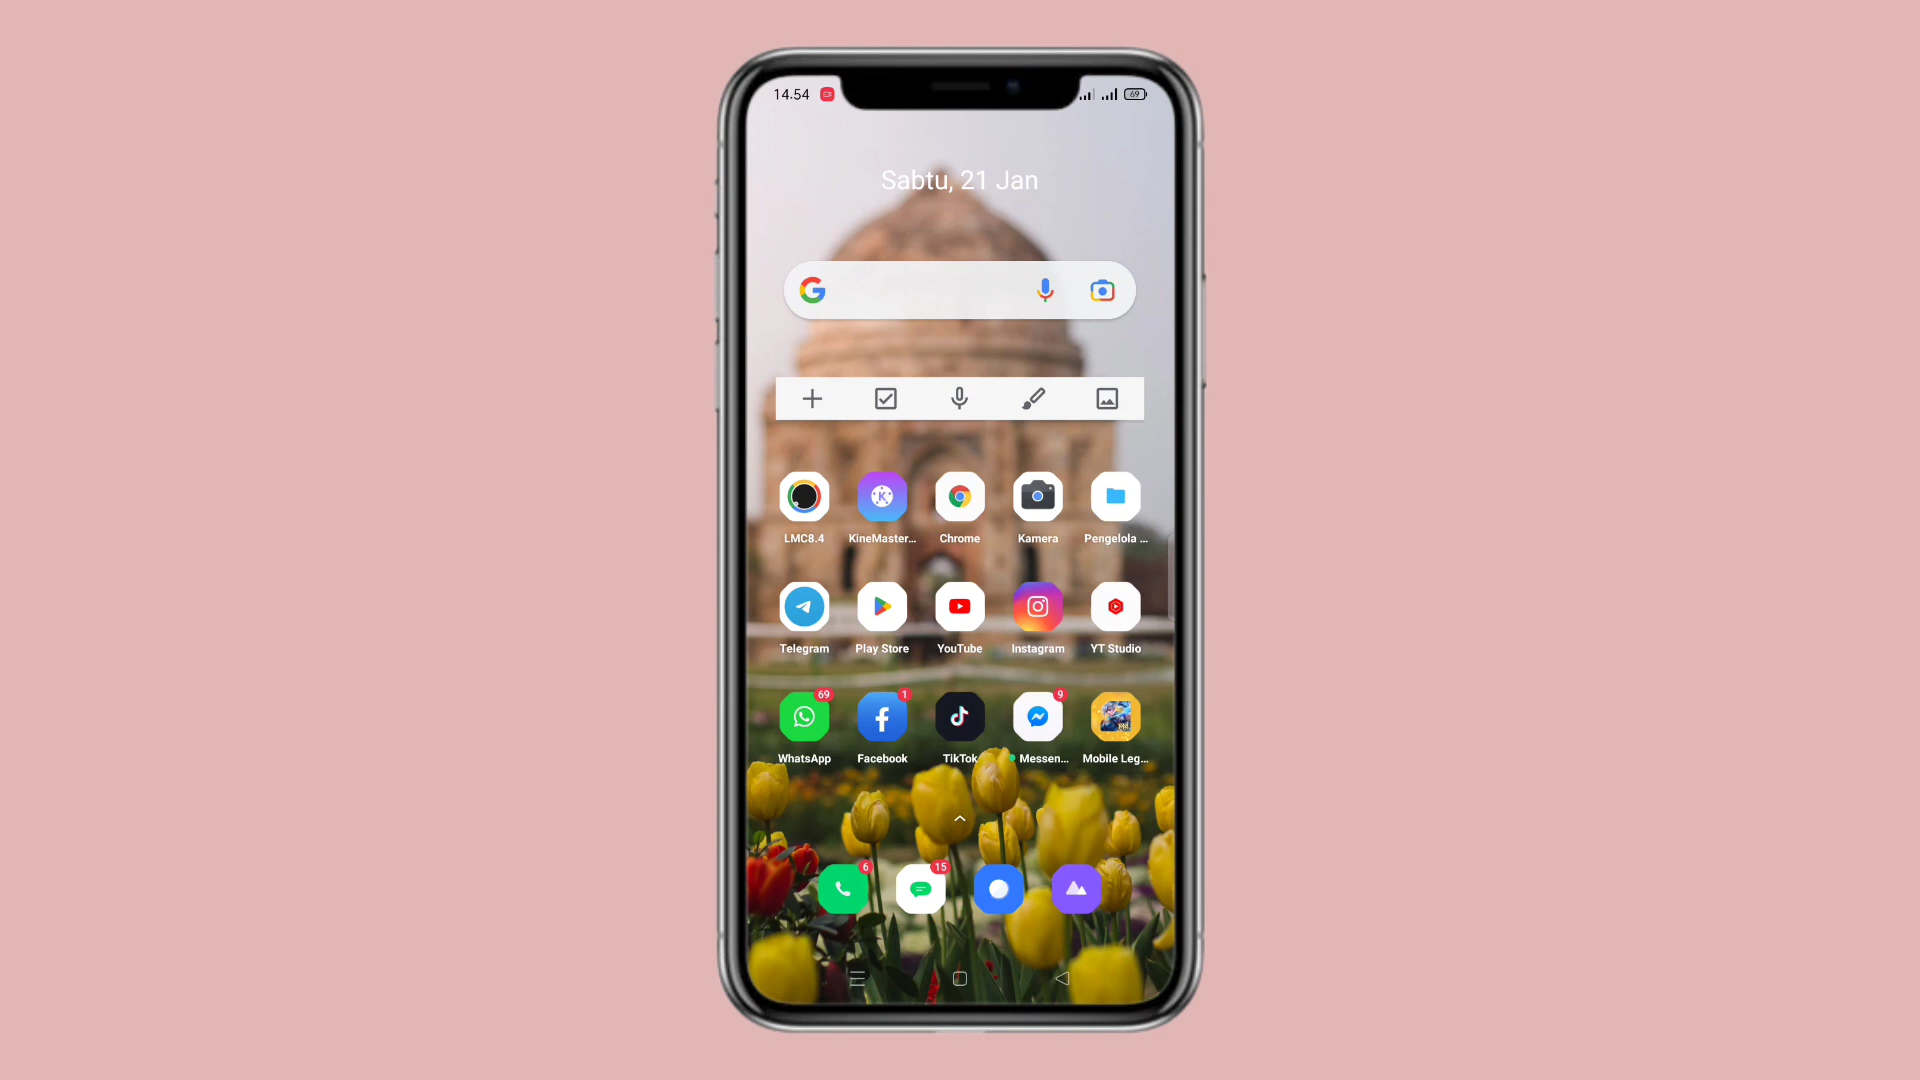 14.54
69
Sabtu, 21 Jan
LMC8.4
KineMaster...
Chrome
Kamera
Pengelola ...
Telegram
Play Store
YouTube
Instagram
YT Studio
69
1
9
WhatsApp
Facebook
TikTok
Messen...
Mobile Leg...
6
15